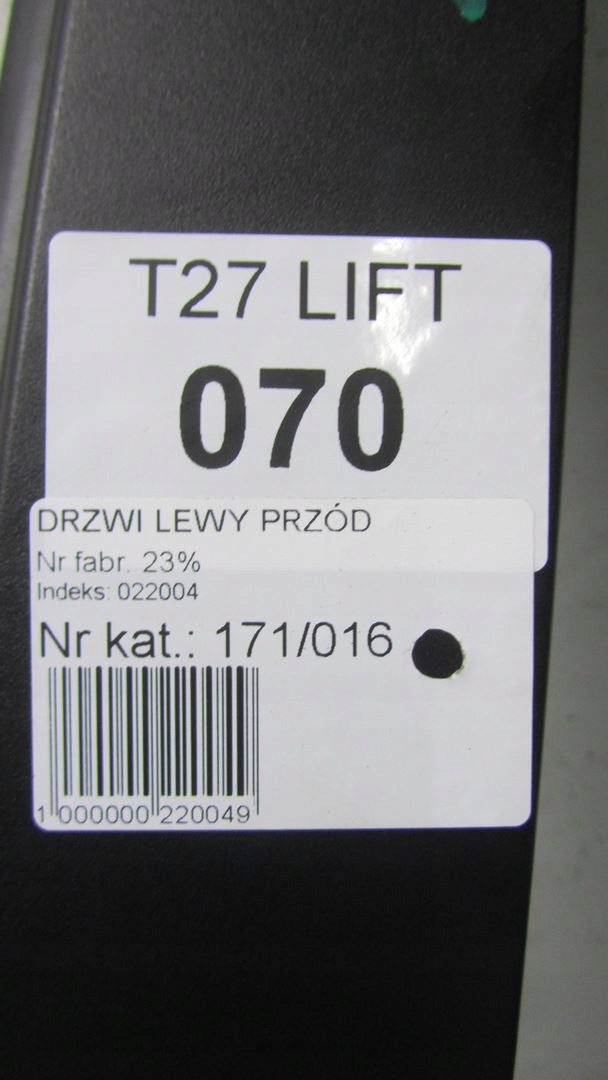 T27 LIFT
070
DRZWI LEWY PRZÓD
Nr fabr. 23%
Indeks: 022004
Nr kat.: 171/016
1 000000 220049